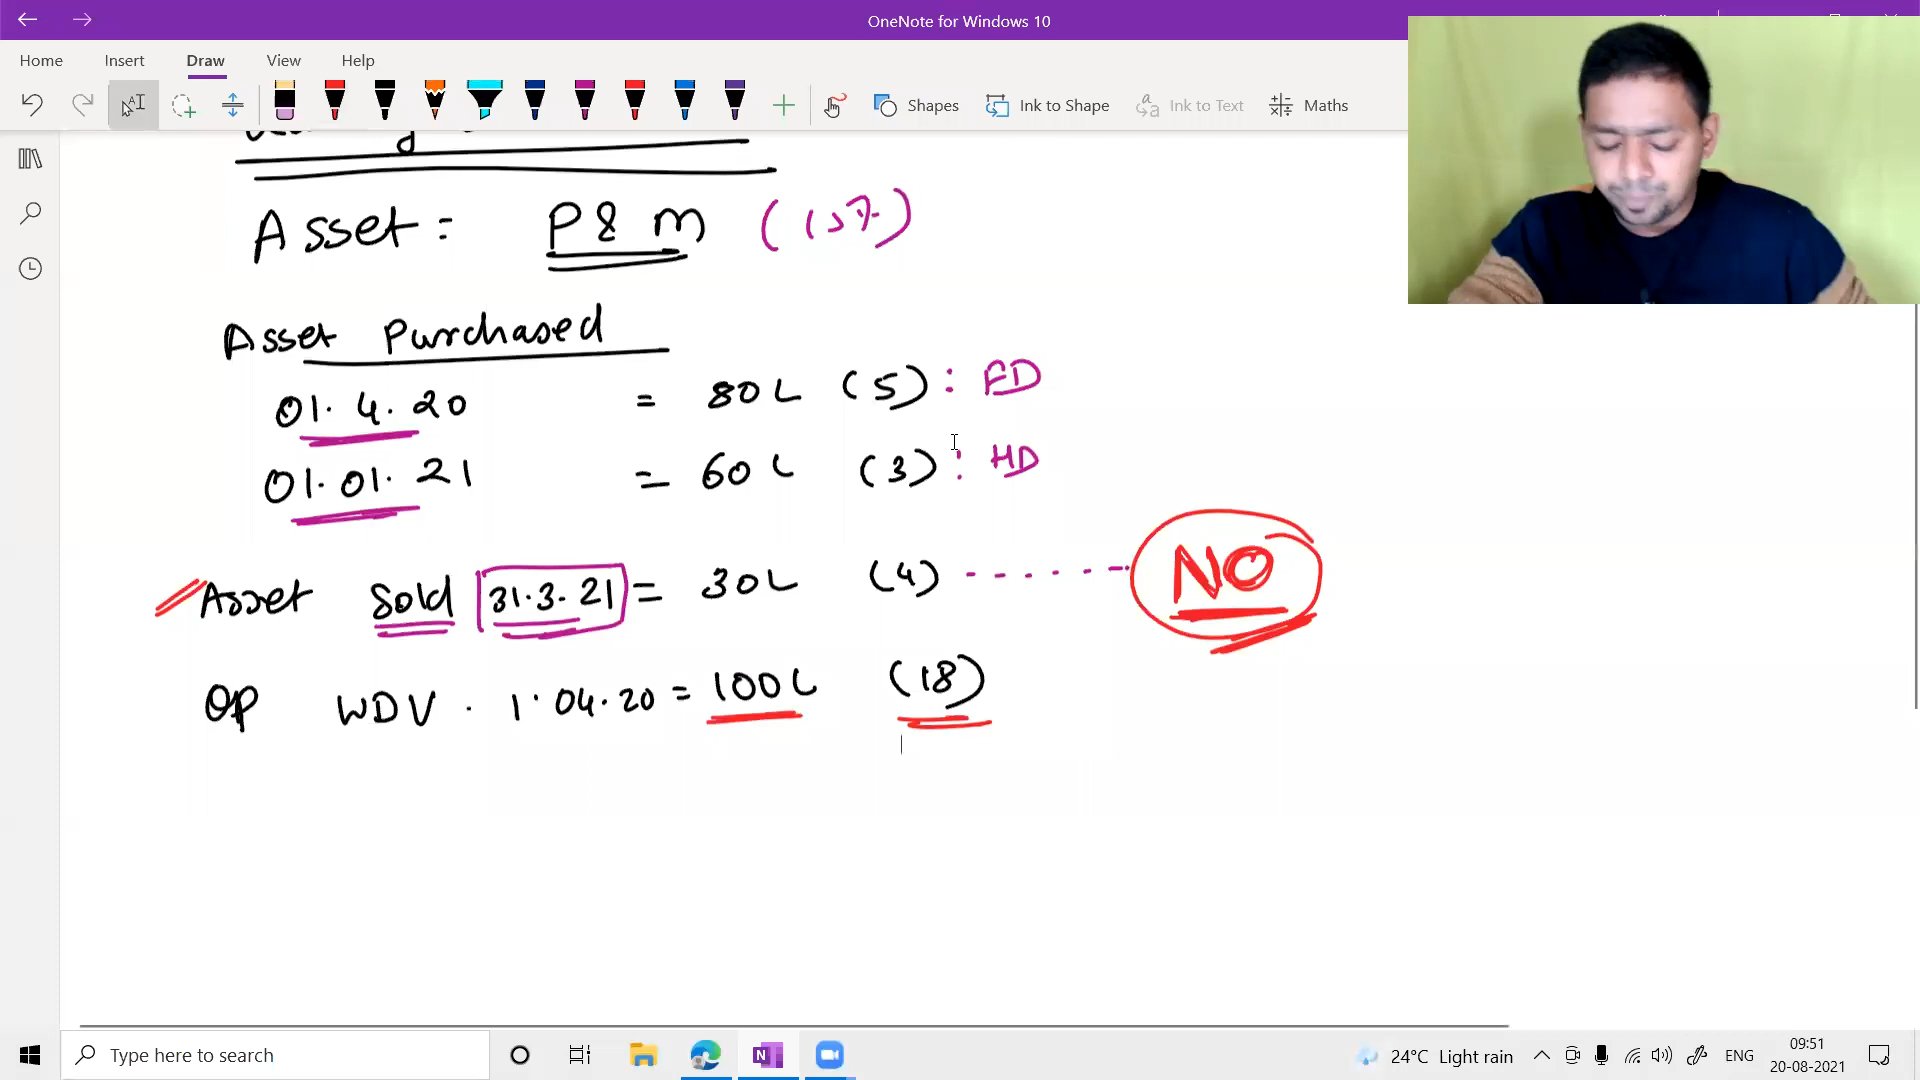 OneNote for Windows 10
Home Insert Draw View Help
Shapes Ink to Shape Ink to Text Maths
Asset: P & M (15%)
Asset Purchased
01.4.20 = 80 L (5) : FD
01.01.21 = 60 L (3) : HD
Asset Sold 31.3.21 = 30 L (4) ...... NO
OP WDV . 1.04.20 = 100 L (18)
Type here to search
24°C Light rain
ENG
09:51
20-08-2021